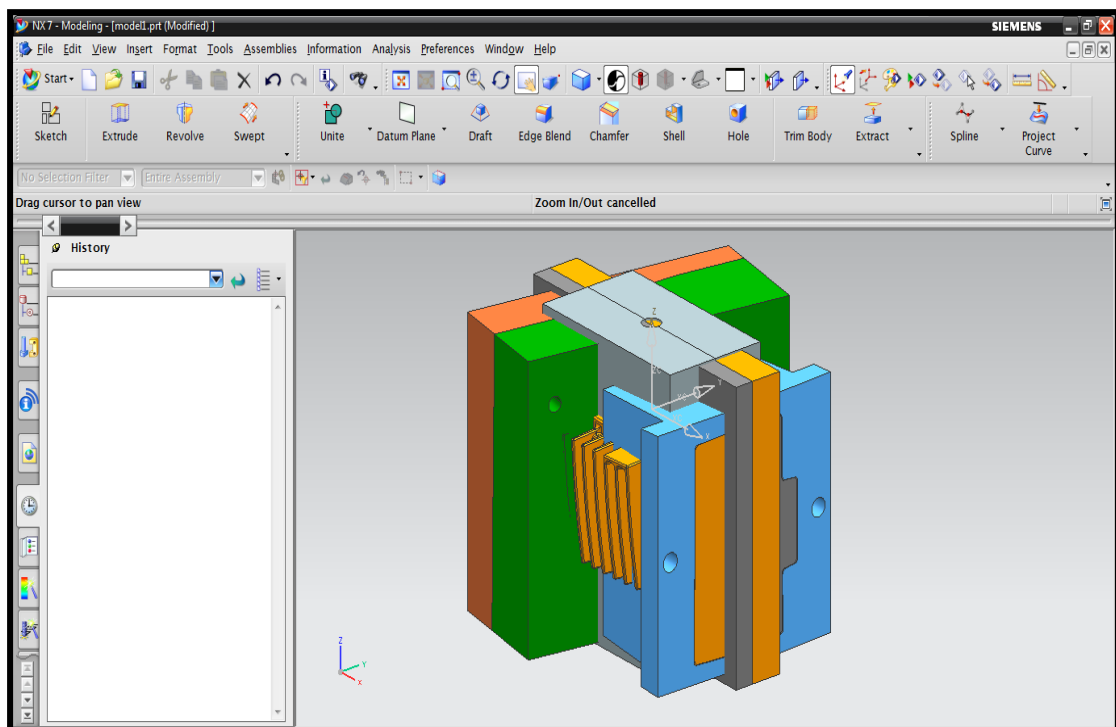 NX 7 - Modeling - [model1.prt (Modified) ]
SIEMENS
File Edit View Insert Format Tools Assemblies Information Analysis Preferences Window Help
Start
Sketch Extrude Revolve Swept Unite Datum Plane Draft Edge Blend Chamfer Shell Hole Trim Body Extract Spline Project Curve
No Selection Filter Entire Assembly
Drag cursor to pan view Zoom In/Out cancelled
History
Z
Y
X
Z
Y
X